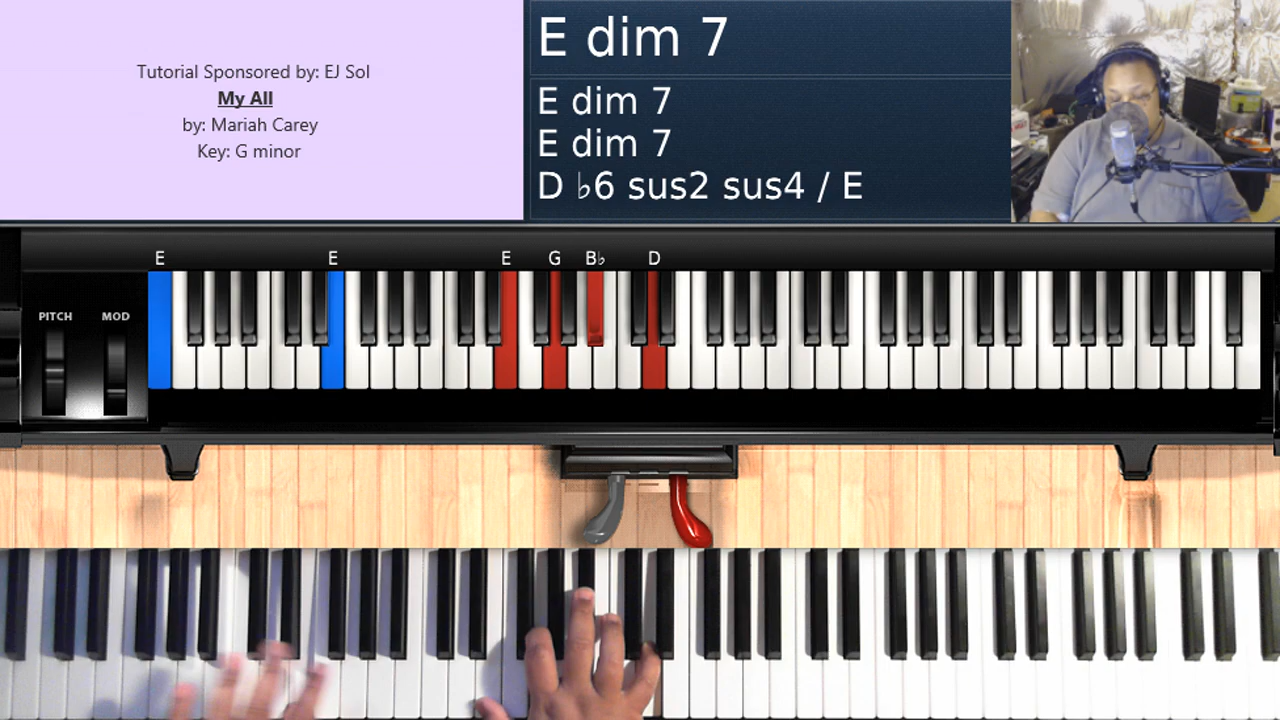 Tutorial Sponsored by: EJ Sol
My All
by: Mariah Carey
Key: G minor
E dim 7
E dim 7
E dim 7
D ♭6 sus2 sus4 / E
E E E G B♭ D
PITCH MOD